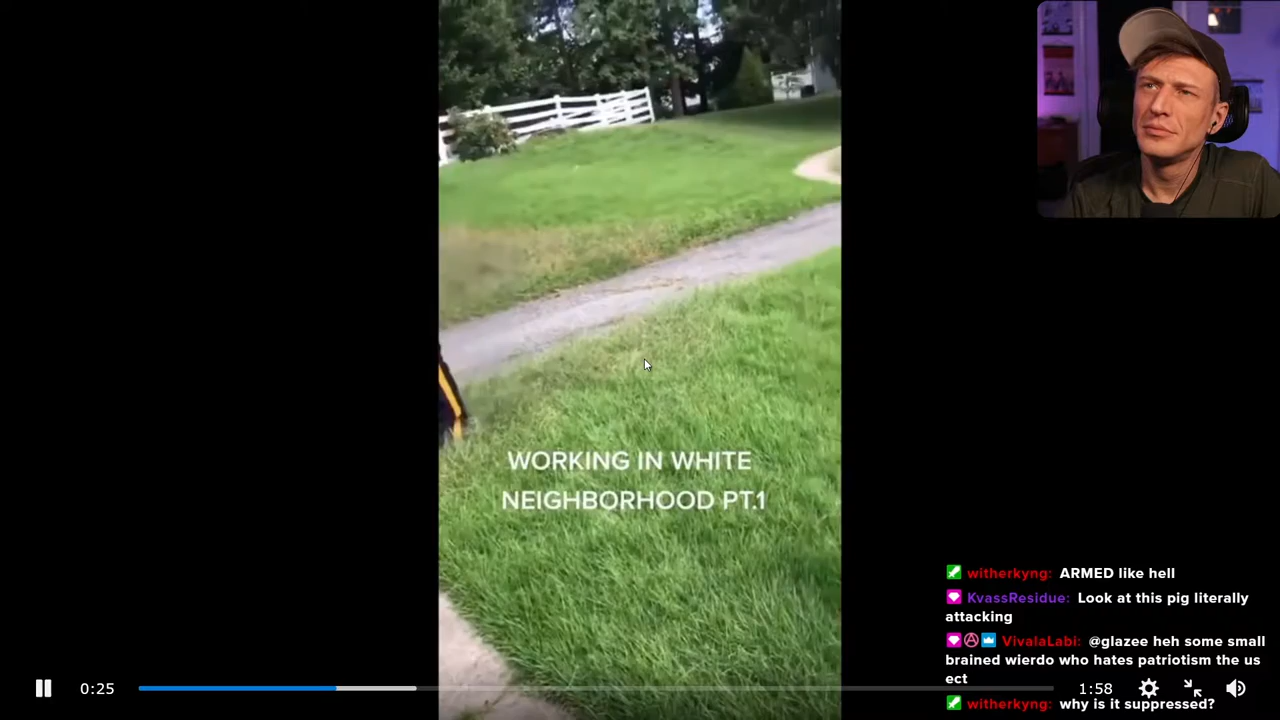 WORKING IN WHITE
NEIGHBORHOOD PT.1
witherkyng: ARMED like hell
KvassResidue: Look at this pig literally
attacking
VivalaLabi: @glazee heh some small
brained wierdo who hates patriotism the us
ect
witherkyng: why is it suppressed?
0:25
1:58